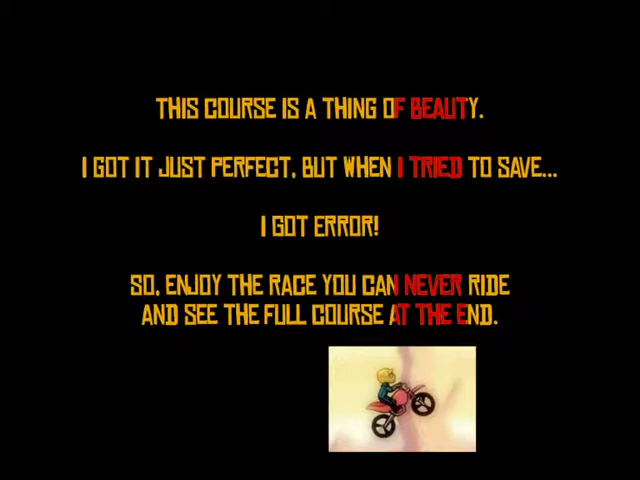 THIS COURSE IS A THING OF BEAUTY.
I GOT IT JUST PERFECT, BUT WHEN I TRIED TO SAVE...
I GOT ERROR!
SO, ENJOY THE RACE YOU CAN NEVER RIDE
AND SEE THE FULL COURSE AT THE END.